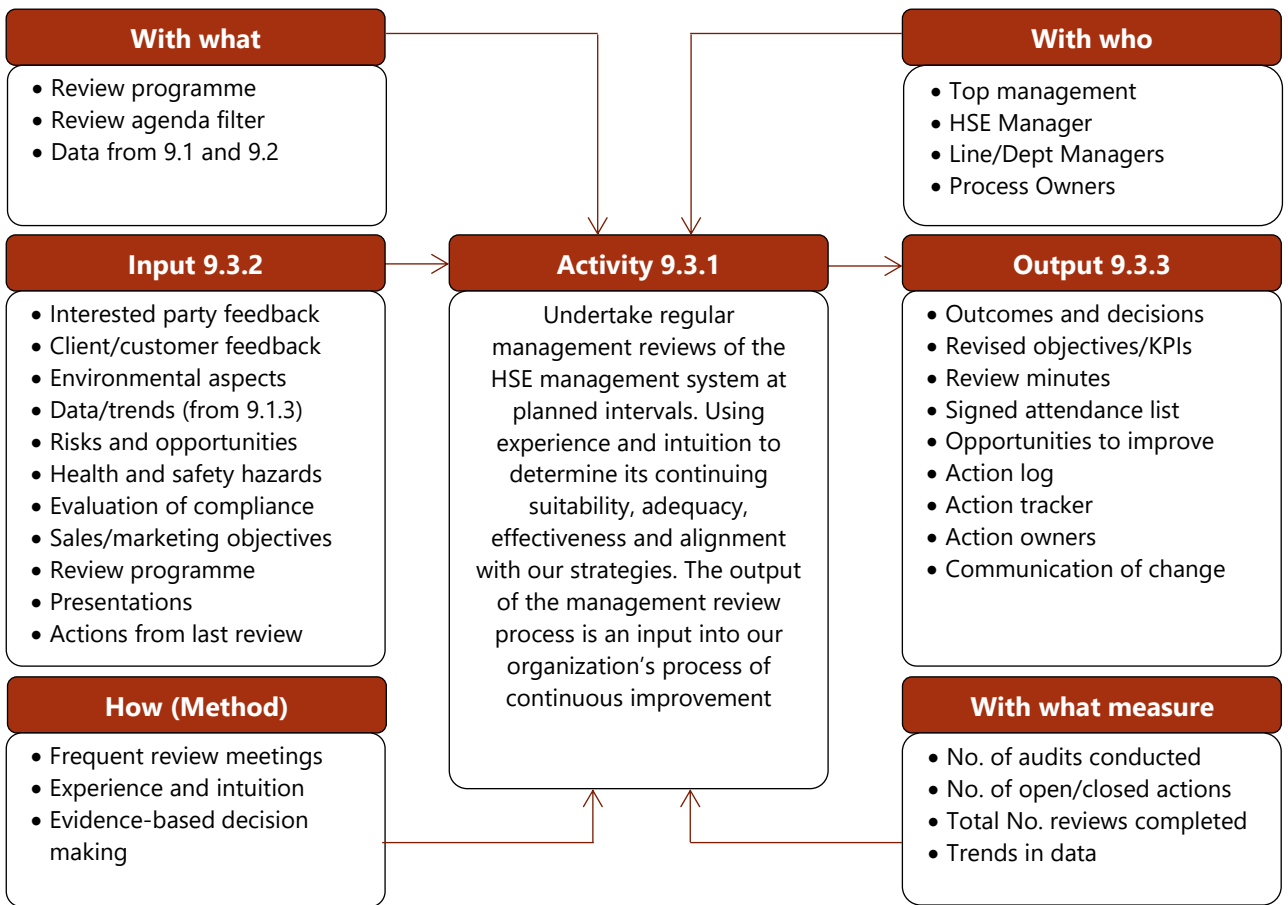 With what
• Review programme
• Review agenda filter
• Data from 9.1 and 9.2
With who
• Top management
• HSE Manager
• Line/Dept Managers
• Process Owners
Input 9.3.2
• Interested party feedback
• Client/customer feedback
• Environmental aspects
• Data/trends (from 9.1.3)
• Risks and opportunities
• Health and safety hazards
• Evaluation of compliance
• Sales/marketing objectives
• Review programme
• Presentations
• Actions from last review
Activity 9.3.1
Undertake regular
management reviews of the
HSE management system at
planned intervals. Using
experience and intuition to
determine its continuing
suitability, adequacy,
effectiveness and alignment
with our strategies. The output
of the management review
process is an input into our
organization’s process of
continuous improvement
Output 9.3.3
• Outcomes and decisions
• Revised objectives/KPIs
• Review minutes
• Signed attendance list
• Opportunities to improve
• Action log
• Action tracker
• Action owners
• Communication of change
How (Method)
• Frequent review meetings
• Experience and intuition
• Evidence-based decision
making
With what measure
• No. of audits conducted
• No. of open/closed actions
• Total No. reviews completed
• Trends in data